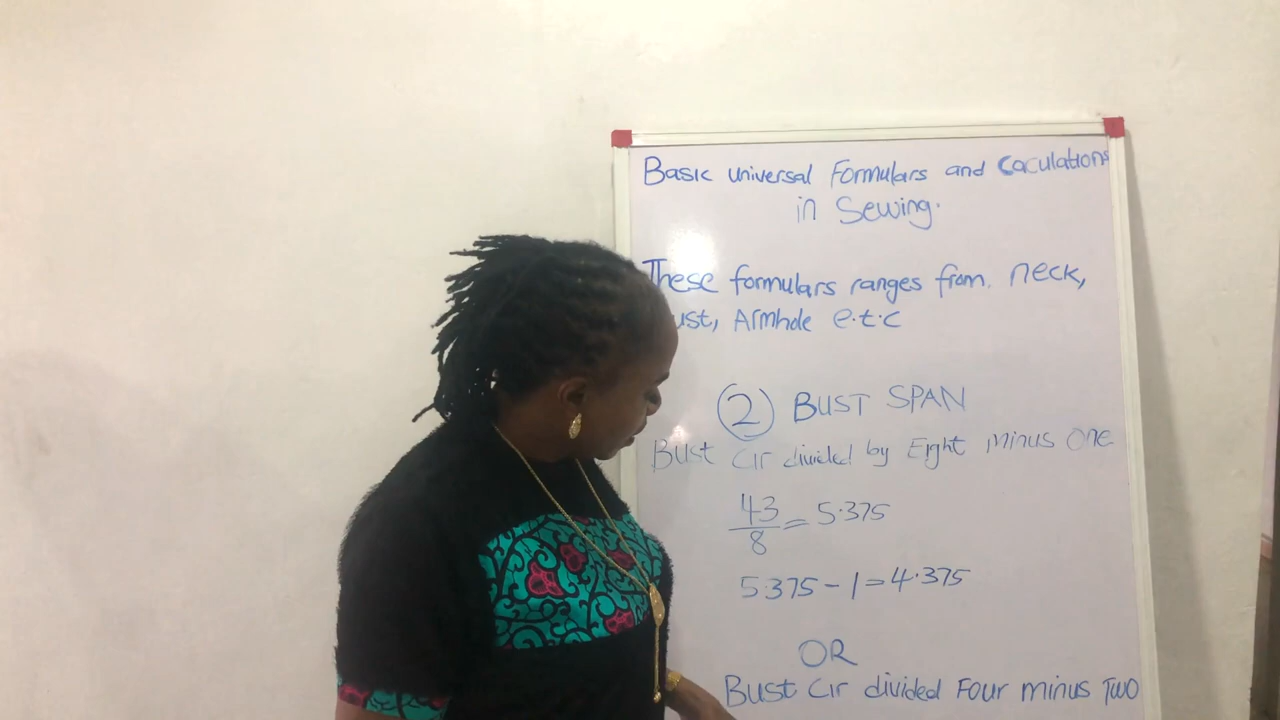 Basic universal Formulars and Caculations
in Sewing.
These formulars ranges from. neck,
ust, Armhole e.t.c
2 BUST SPAN
Bust Cir divided by Eight Minus One
43
8 = 5.375
5.375 - 1 = 4.375
OR
Bust Cir divided Four minus Two